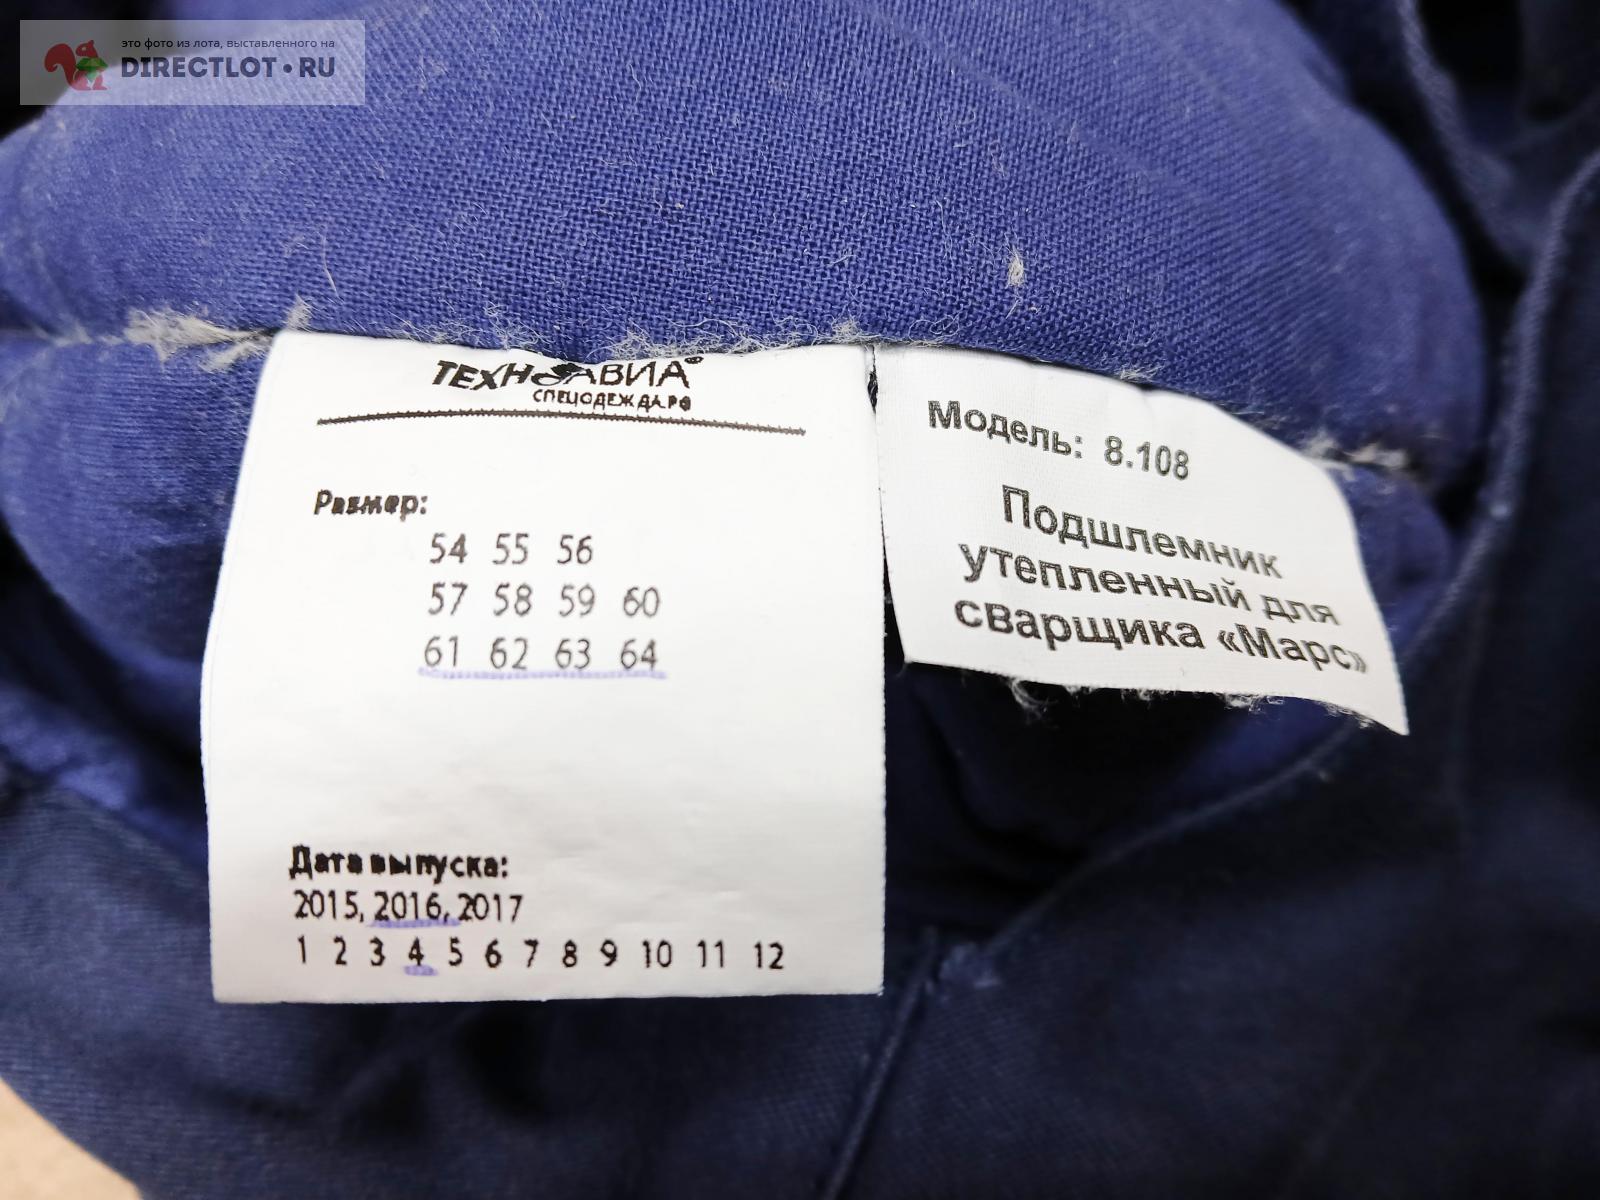 это фото из лота, выставленного на
DIRECTLOT•RU
ТЕХНОАВИА®
СПЕЦОДЕЖДА.РФ
Размер:
54 55 56
57 58 59 60
61 62 63 64
Дата выпуска:
2015, 2016, 2017
1 2 3 4 5 6 7 8 9 10 11 12
Модель: 8.108
Подшлемник
утепленный для
сварщика «Марс»